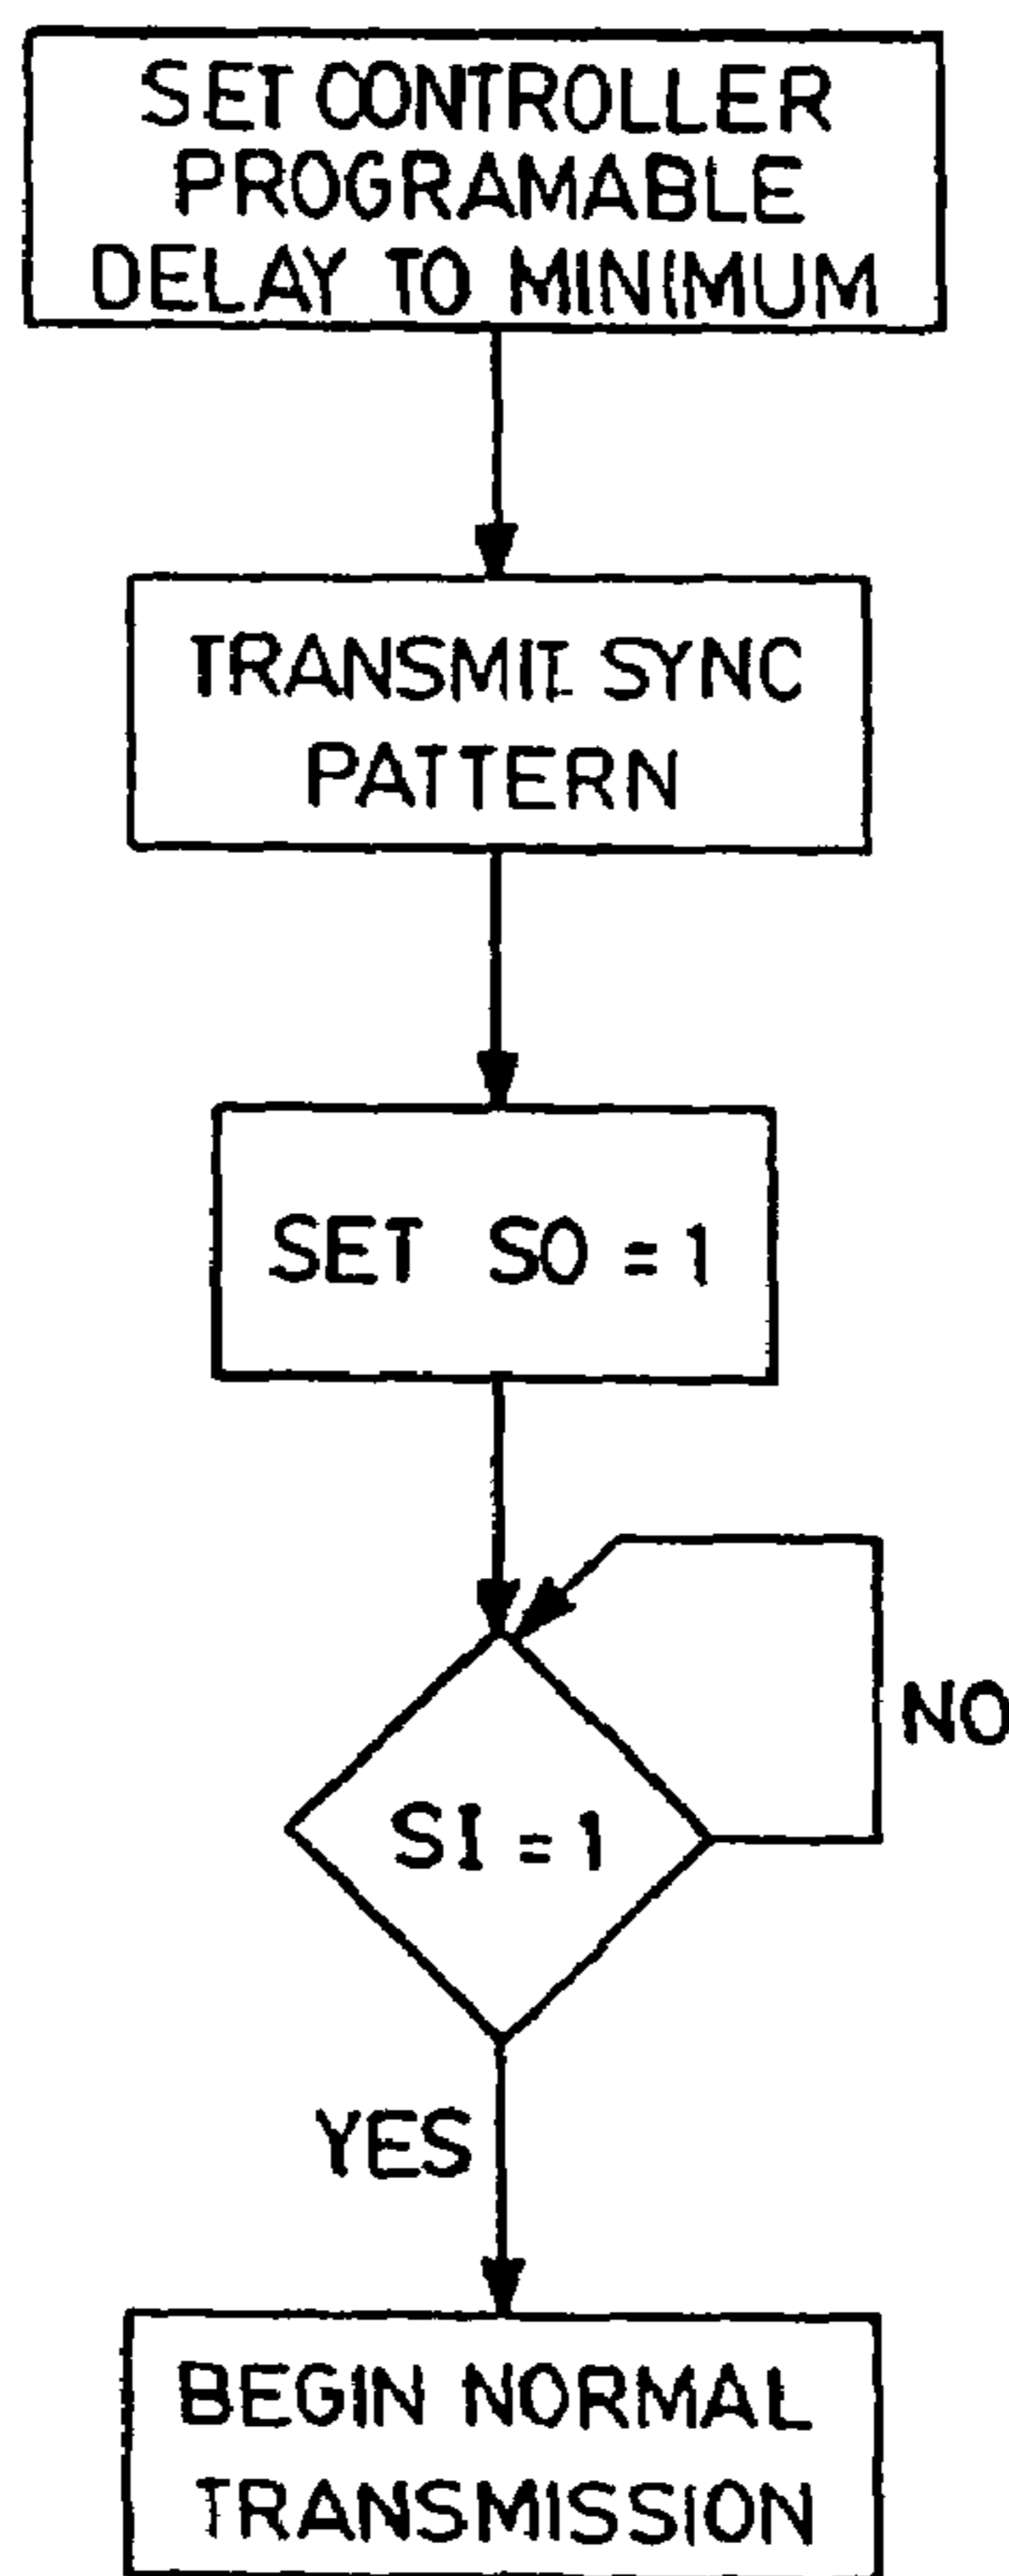 SET CONTROLLER
PROGRAMABLE
DELAY TO MINIMUM
TRANSMIT SYNC
PATTERN
SET SO = 1
NO
SI = 1
YES
BEGIN NORMAL
TRANSMISSION